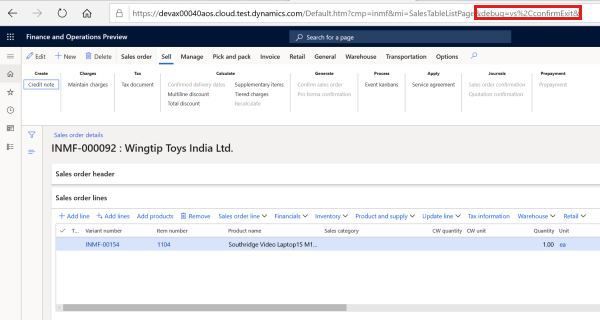 https://devax00040aos.cloud.test.dynamics.com/Default.htm?cmp=inmf&mi=SalesTableListPage&debug=vs%2CconfirmExit&
Finance and Operations Preview
Search for a page
Edit New Delete Sales order Sell Manage Pick and pack Invoice Retail General Warehouse Transportation Options
Create Charges Tax Calculate Generate Process Apply Journals Prepayment
Credit note Maintain charges Tax document Confirmed delivery dates Supplementary items Confirm sales order Event kanbans Service agreement Sales order confirmation Prepayment
Multiline discount Tiered charges Pro forma confirmation Quotation confirmation
Total discount Recalculate
Sales order details
INMF-000092 : Wingtip Toys India Ltd.
Sales order header
Sales order lines
Add line Add lines Add products Remove Sales order line Financials Inventory Product and supply Update line Tax information Warehouse Retail
T... Variant number Item number Product name Sales category CW quantity CW unit Quantity Unit
INMF-00154 1104 Southridge Video Laptop15 M1... 1.00 ea